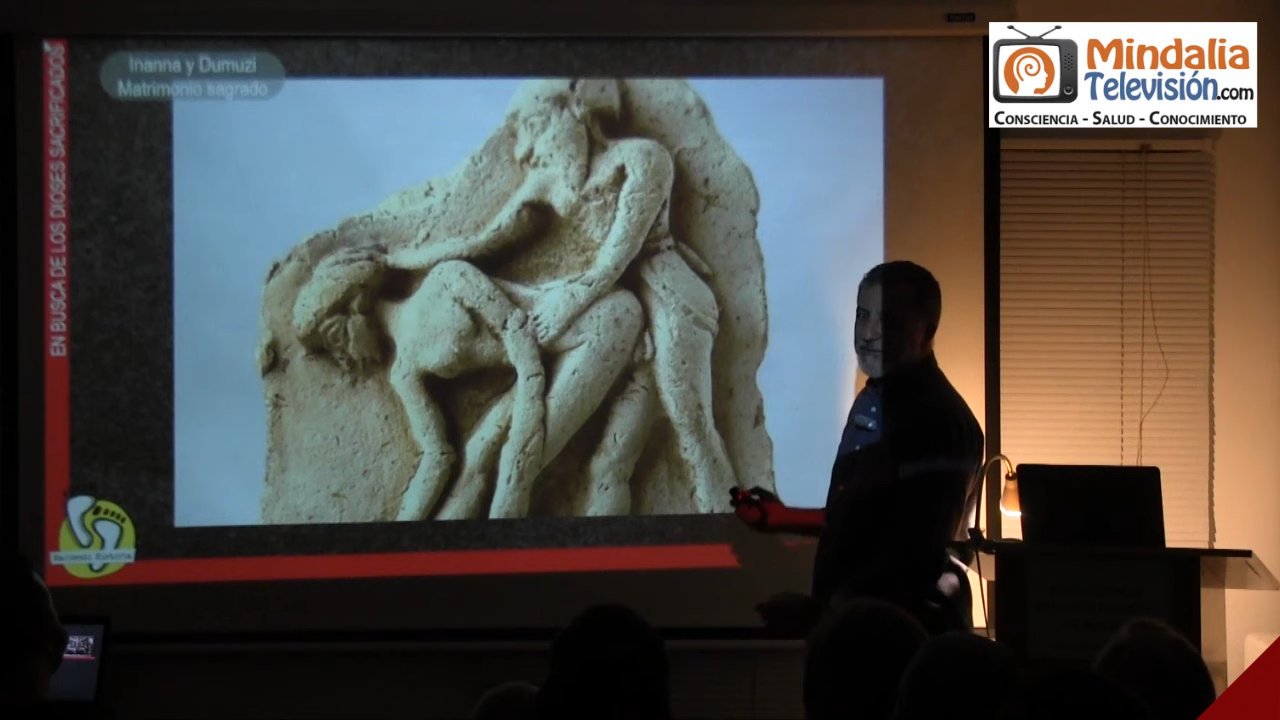 Inanna y Dumuzi
Matrimonio sagrado
EN BUSCA DE LOS DIOSES SACRIFICADOS
Mindalia
Televisión.com
CONSCIENCIA - SALUD - CONOCIMIENTO